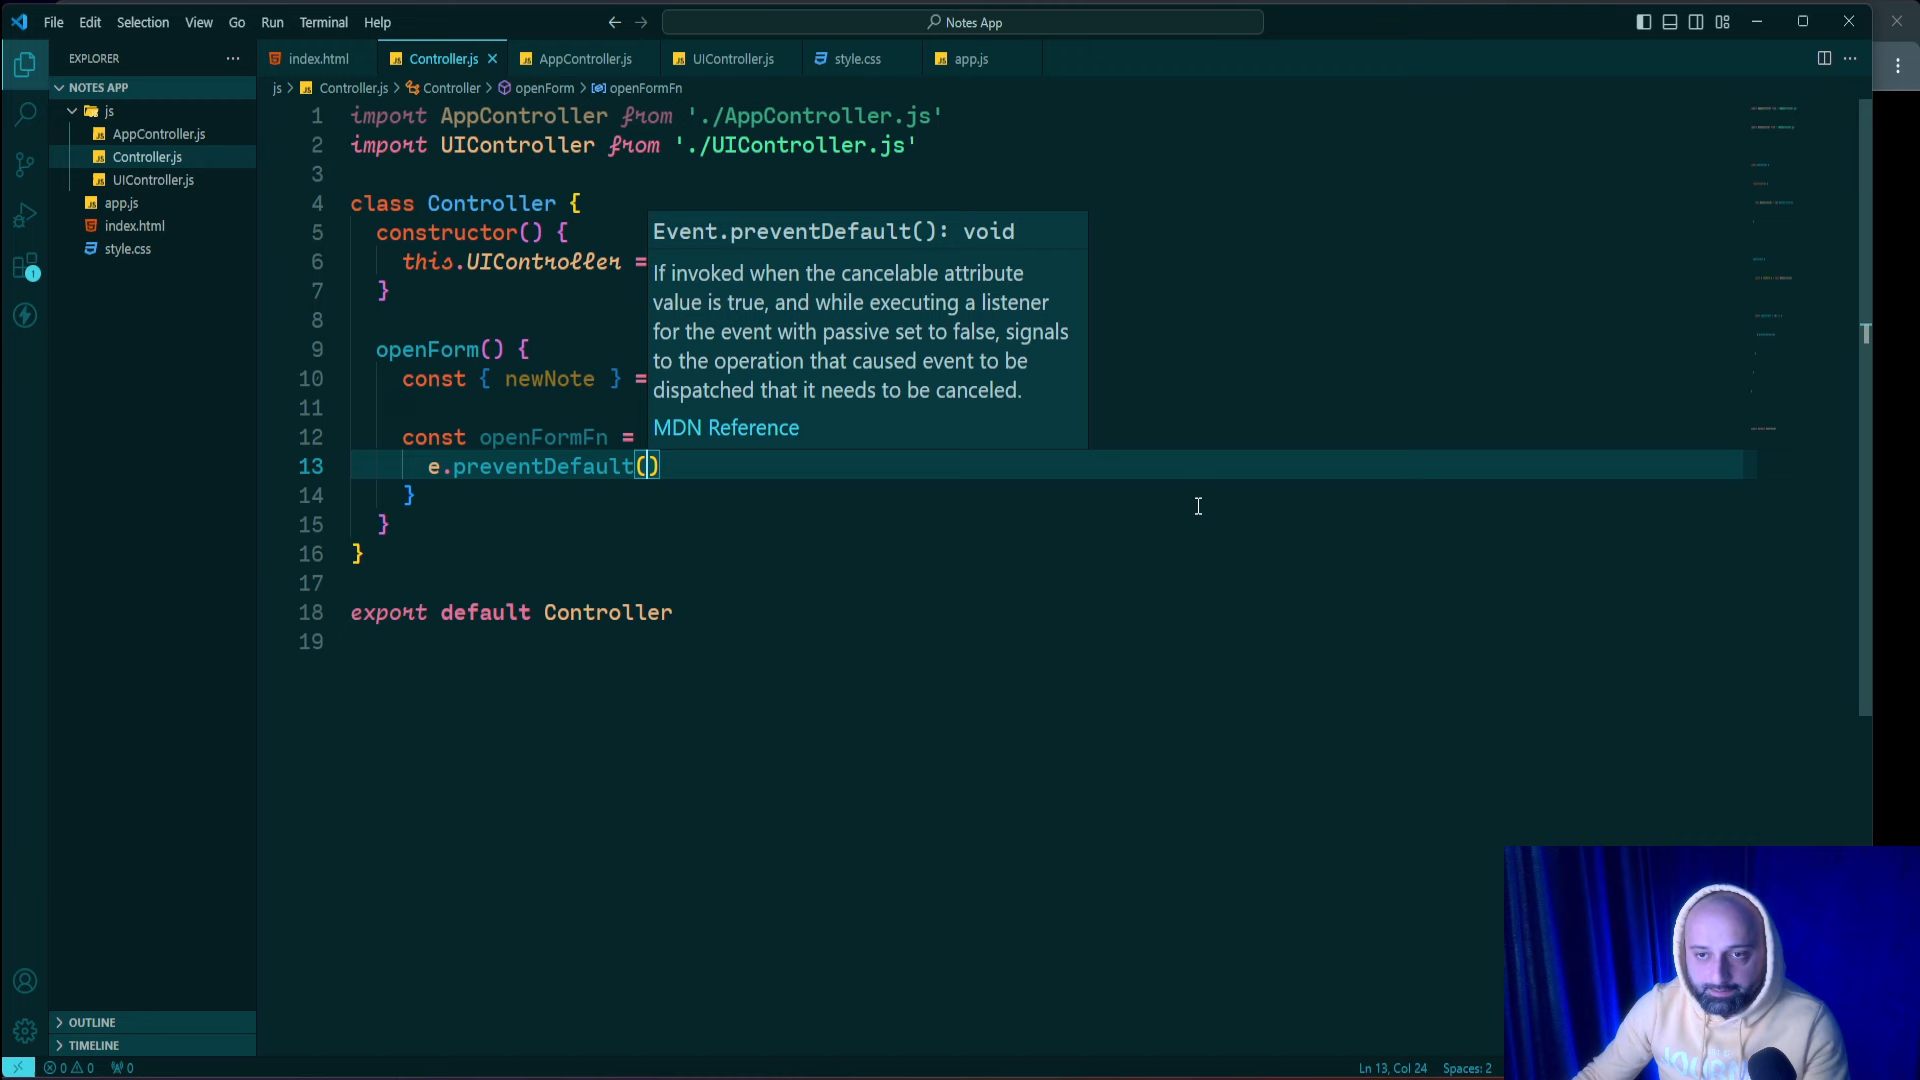 File Edit Selection View Go Run Terminal Help
Notes App
EXPLORER
NOTES APP
js
AppController.js
Controller.js
UIController.js
app.js
index.html
style.css
OUTLINE
TIMELINE
index.html Controller.js AppController.js UIController.js style.css app.js
js > Controller.js > Controller > openForm > openFormFn
1 import AppController from './AppController.js'
2 import UIController from './UIController.js'
3
4 class Controller {
5 constructor() {
6 this.UIController =
7 }
8
9 openForm() {
10 const { newNote } =
11
12 const openFormFn =
13 e.preventDefault()
14 }
15 }
16 }
17
18 export default Controller
19
Event.preventDefault(): void
If invoked when the cancelable attribute
value is true, and while executing a listener
for the event with passive set to false, signals
to the operation that caused event to be
dispatched that it needs to be canceled.
MDN Reference
1
0 0 0
Ln 13, Col 24 Spaces: 2